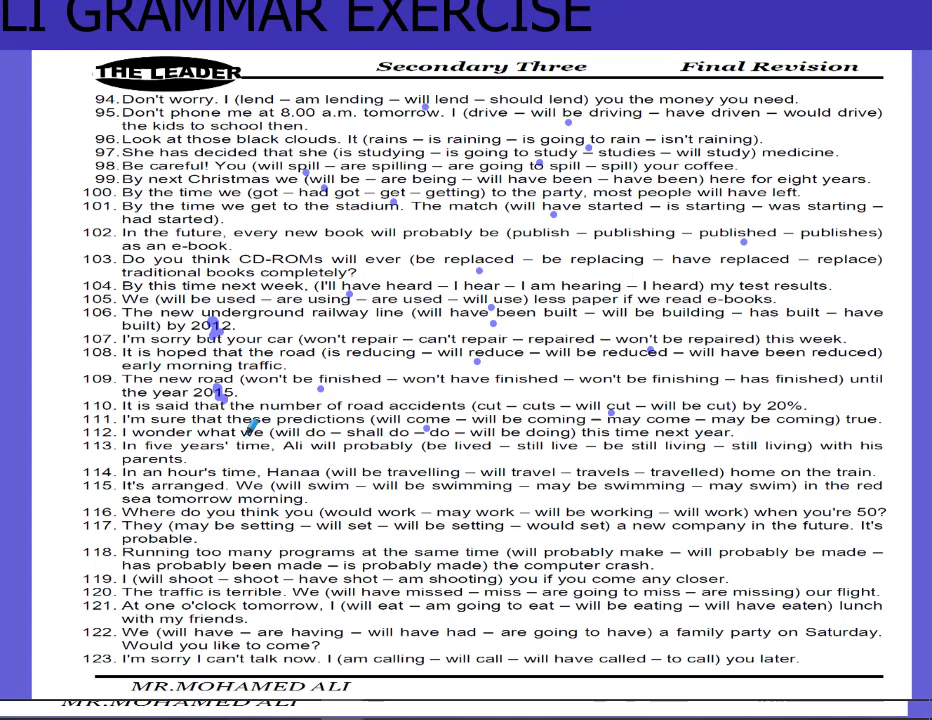 LI GRAMMAR EXERCISE
THE LEADER Secondary Three Final Revision
94. Don't worry. I (lend – am lending – will lend – should lend) you the money you need.
95. Don't phone me at 8.00 a.m. tomorrow. I (drive – will be driving – have driven – would drive)
the kids to school then.
96. Look at those black clouds. It (rains – is raining – is going to rain – isn't raining).
97. She has decided that she (is studying – is going to study – studies – will study) medicine.
98. Be careful! You (will spill – are spilling – are going to spill – spill) your coffee.
99. By next Christmas we (will be – are being – will have been – have been) here for eight years.
100. By the time we (got – had got – get – getting) to the party, most people will have left.
101. By the time we get to the stadium. The match (will have started – is starting – was starting –
had started).
102. In the future, every new book will probably be (publish – publishing – published – publishes)
as an e-book.
103. Do you think CD-ROMs will ever (be replaced – be replacing – have replaced – replace)
traditional books completely?
104. By this time next week, (I'll have heard – I hear – I am hearing – I heard) my test results.
105. We (will be used – are using – are used – will use) less paper if we read e-books.
106. The new underground railway line (will have been built – will be building – has built – have
built) by 2012.
107. I'm sorry but your car (won't repair – can't repair – repaired – won't be repaired) this week.
108. It is hoped that the road (is reducing – will reduce – will be reduced – will have been reduced)
early morning traffic.
109. The new road (won't be finished – won't have finished – won't be finishing – has finished) until
the year 2015.
110. It is said that the number of road accidents (cut – cuts – will cut – will be cut) by 20%.
111. I'm sure that these predictions (will come – will be coming – may come – may be coming) true.
112. I wonder what we (will do – shall do – do – will be doing) this time next year.
113. In five years' time, Ali will probably (be lived – still live – be still living – still living) with his
parents.
114. In an hour's time, Hanaa (will be travelling – will travel – travels – travelled) home on the train.
115. It's arranged. We (will swim – will be swimming – may be swimming – may swim) in the red
sea tomorrow morning.
116. Where do you think you (would work – may work – will be working – will work) when you're 50?
117. They (may be setting – will set – will be setting – would set) a new company in the future. It's
probable.
118. Running too many programs at the same time (will probably make – will probably be made –
has probably been made – is probably made) the computer crash.
119. I (will shoot – shoot – have shot – am shooting) you if you come any closer.
120. The traffic is terrible. We (will have missed – miss – are going to miss – are missing) our flight.
121. At one o'clock tomorrow, I (will eat – am going to eat – will be eating – will have eaten) lunch
with my friends.
122. We (will have – are having – will have had – are going to have) a family party on Saturday.
Would you like to come?
123. I'm sorry I can't talk now. I (am calling – will call – will have called – to call) you later.
MR.MOHAMED ALI
MR.MOHAMED ALI